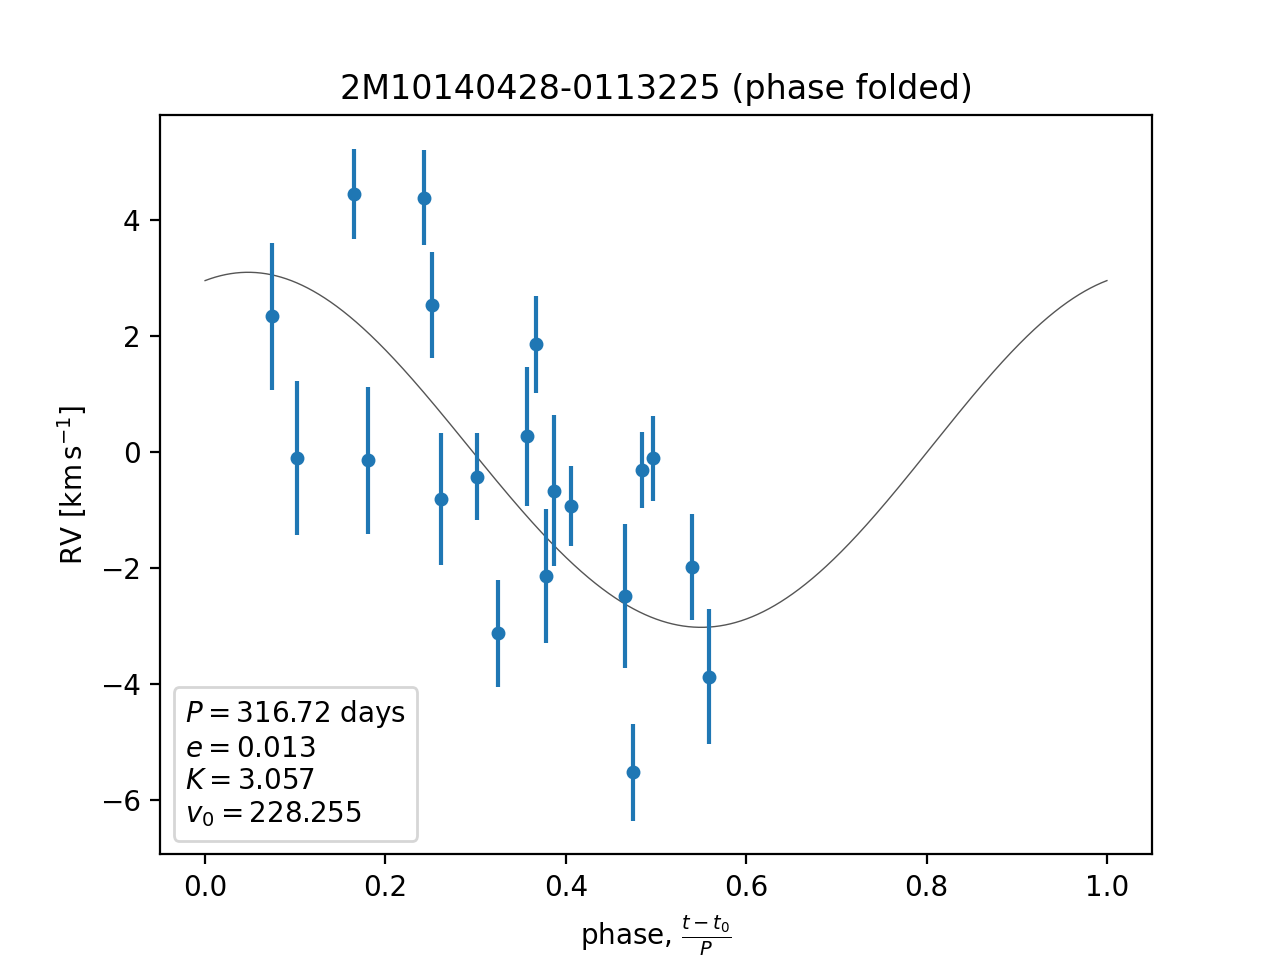 2M10140428-0113225 (phase folded)
RV [km s⁻¹]
4
2
0
−2
−4
−6
P = 316.72 days
e = 0.013
K = 3.057
v₀ = 228.255
0.0 0.2 0.4 0.6 0.8 1.0
phase, (t − t₀)/P